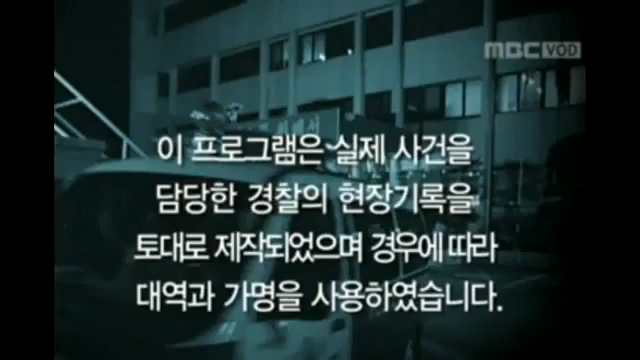 MBC VOD
이 프로그램은 실제 사건을
담당한 경찰의 현장기록을
토대로 제작되었으며 경우에 따라
대역과 가명을 사용하였습니다.